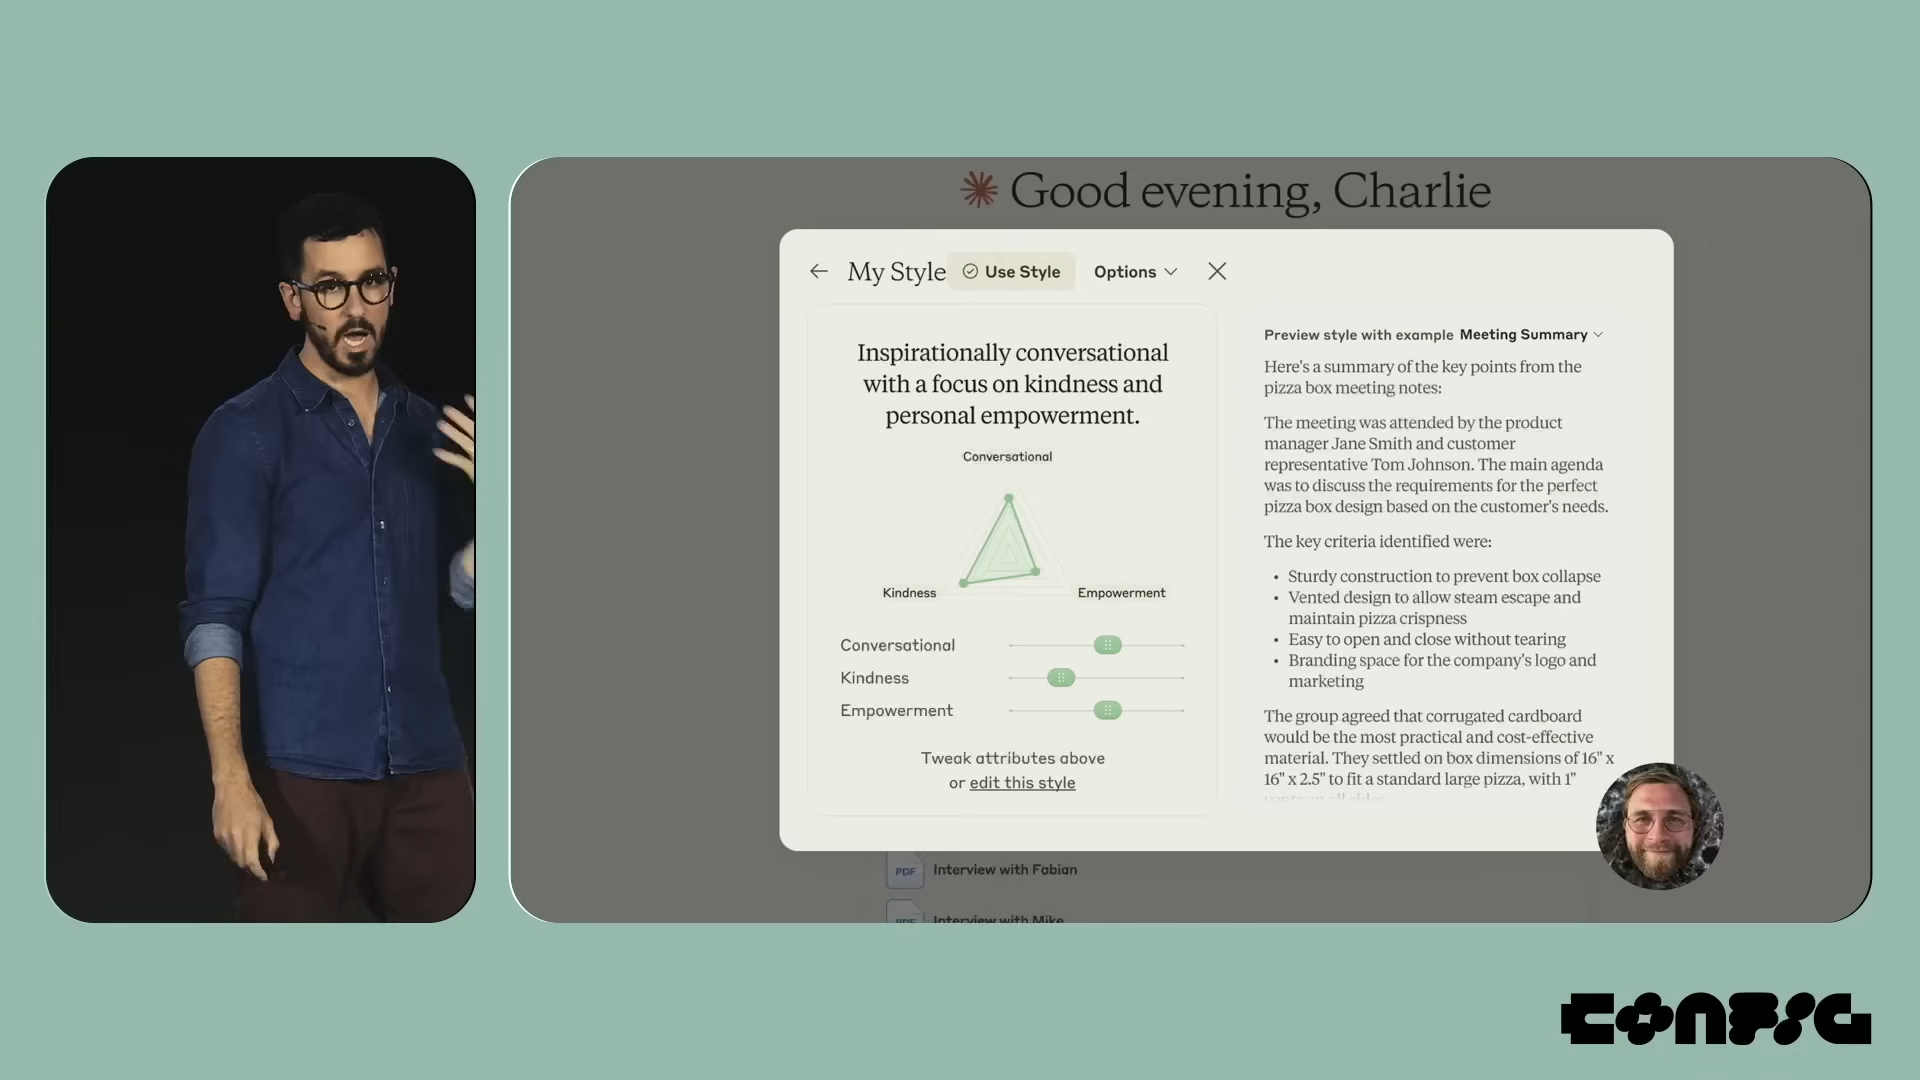 Good evening, Charlie
My Style
Use Style
Options
Inspirationally conversational
with a focus on kindness and
personal empowerment.
Conversational
Kindness
Empowerment
Conversational
Kindness
Empowerment
Tweak attributes above
or edit this style
Preview style with example Meeting Summary
Here's a summary of the key points from the
pizza box meeting notes:
The meeting was attended by the product
manager Jane Smith and customer
representative Tom Johnson. The main agenda
was to discuss the requirements for the perfect
pizza box design based on the customer's needs.
The key criteria identified were:
• Sturdy construction to prevent box collapse
• Vented design to allow steam escape and
maintain pizza crispness
• Easy to open and close without tearing
• Branding space for the company's logo and
marketing
The group agreed that corrugated cardboard
would be the most practical and cost-effective
material. They settled on box dimensions of 16" x
16" x 2.5" to fit a standard large pizza, with 1"
PDF
Interview with Fabian
PDF
Interview with Mike
CONFIG